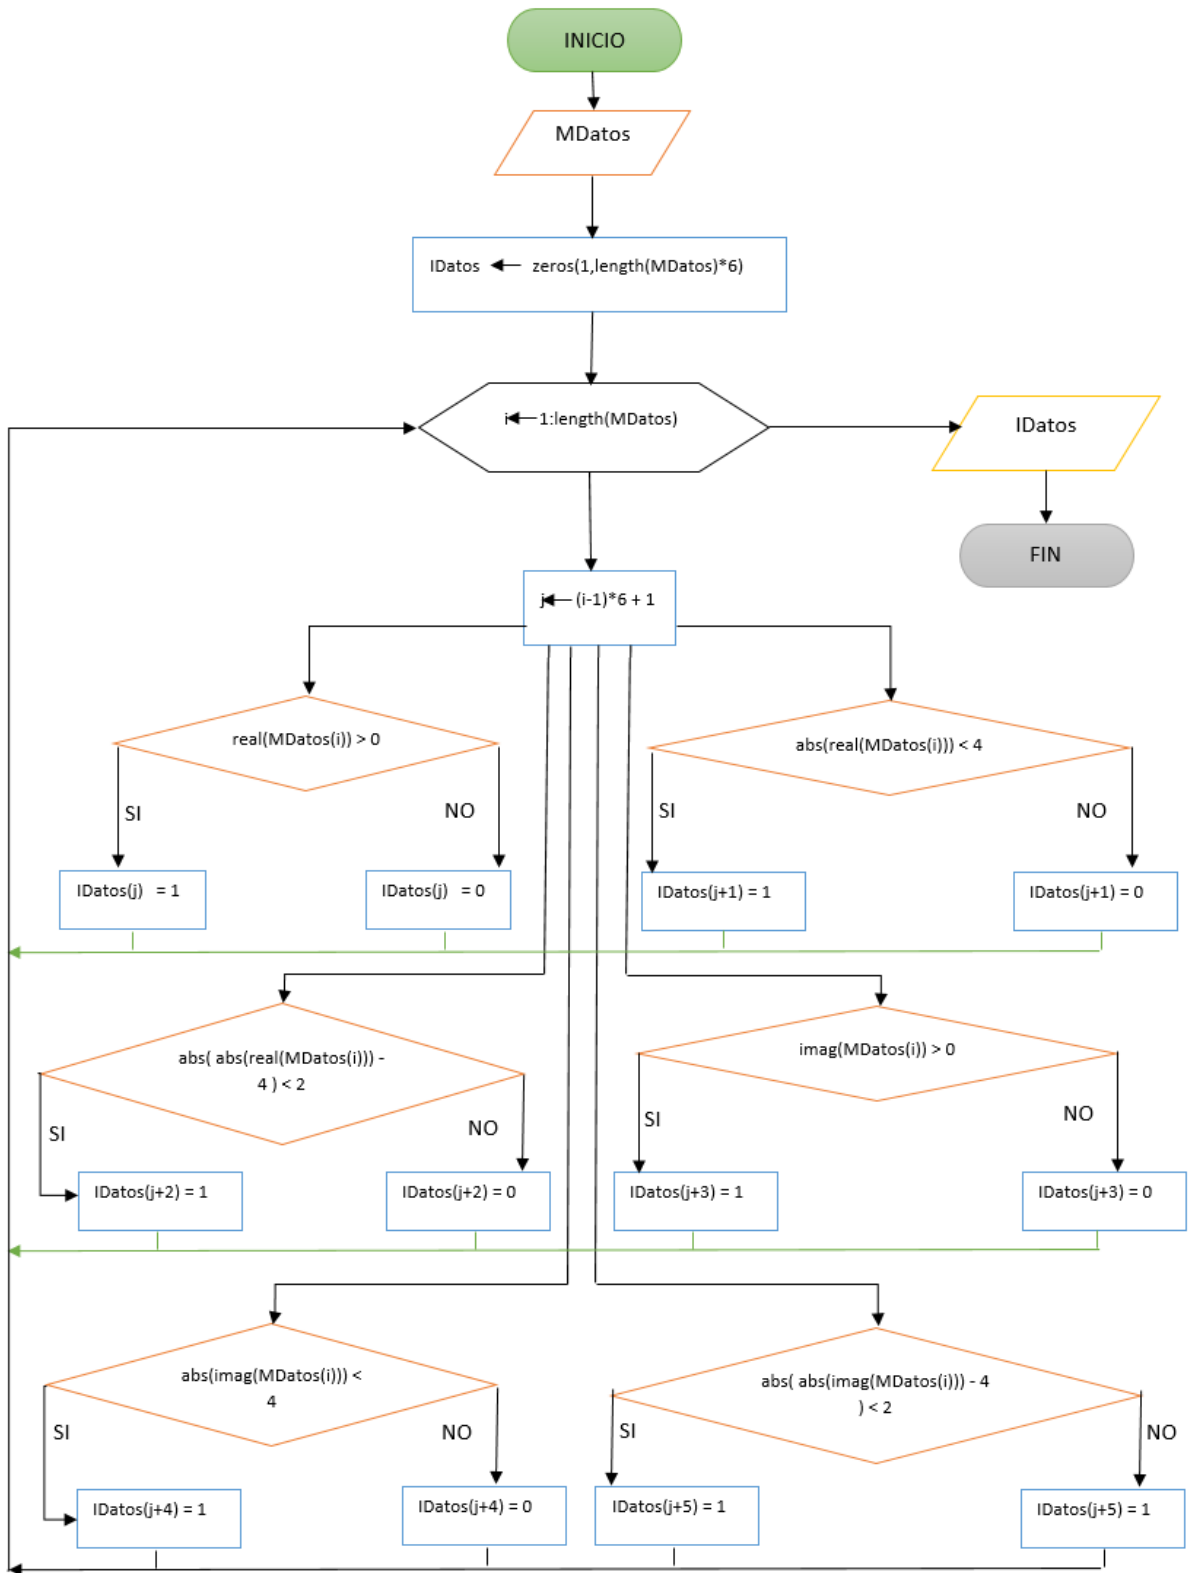 INICIO
MDatos
IDatos ← zeros(1,length(MDatos)*6)
i← 1:length(MDatos)
IDatos
FIN
j← (i-1)*6 + 1
real(MDatos(i)) > 0
abs(real(MDatos(i))) < 4
SI
NO
SI
NO
IDatos(j) = 1
IDatos(j) = 0
IDatos(j+1) = 1
IDatos(j+1) = 0
abs( abs(real(MDatos(i))) -
4 ) < 2
imag(MDatos(i)) > 0
SI
NO
SI
NO
IDatos(j+2) = 1
IDatos(j+2) = 0
IDatos(j+3) = 1
IDatos(j+3) = 0
abs(imag(MDatos(i))) <
4
abs( abs(imag(MDatos(i))) - 4
) < 2
SI
NO
SI
NO
IDatos(j+4) = 1
IDatos(j+4) = 0
IDatos(j+5) = 1
IDatos(j+5) = 1